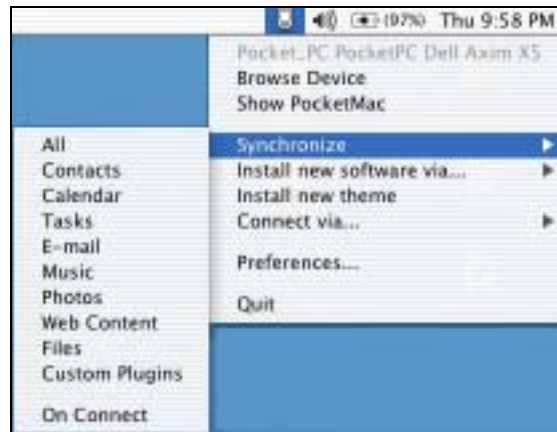 (97%) Thu 9:58 PM
Pocket_PC PocketPC Dell Axim X5
Browse Device
Show PocketMac
Synchronize
Install new software via...
Install new theme
Connect via...
Preferences...
Quit
All
Contacts
Calendar
Tasks
E-mail
Music
Photos
Web Content
Files
Custom Plugins
On Connect